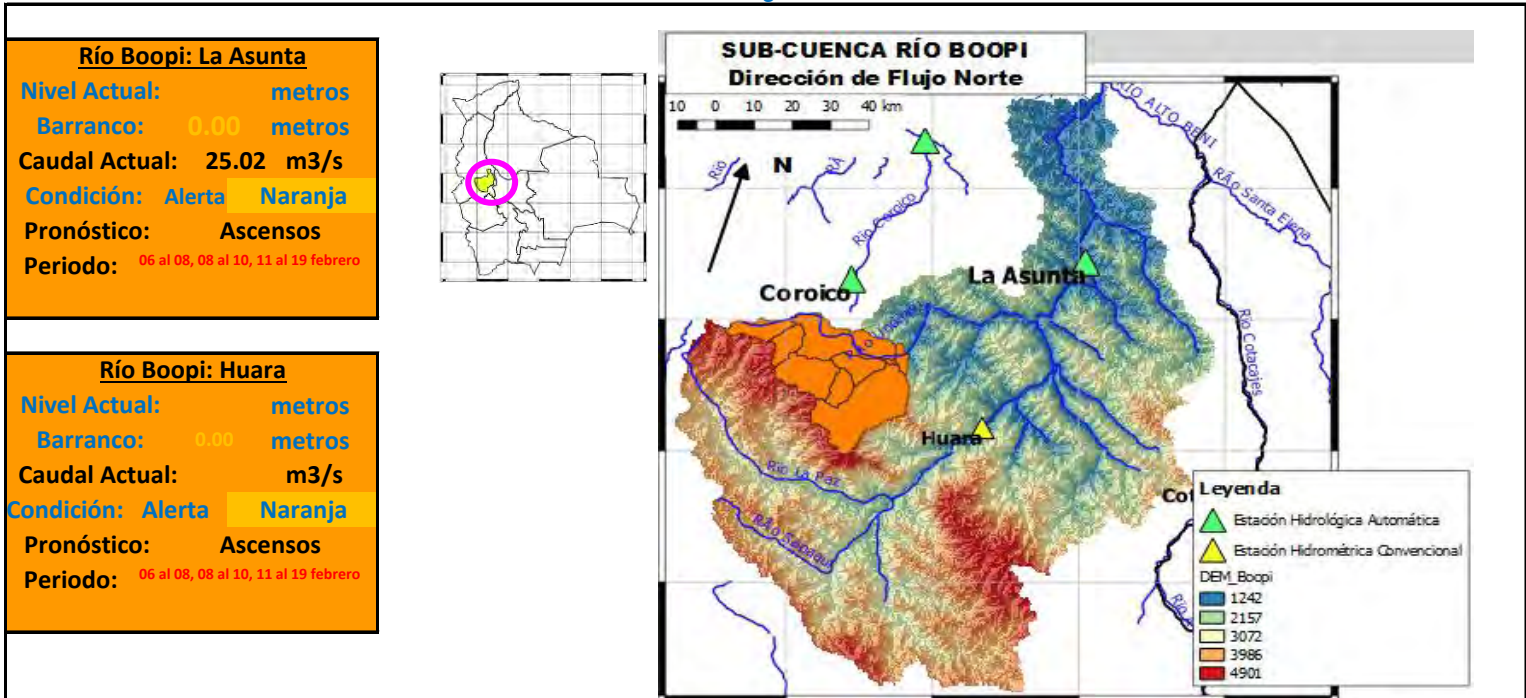 Río Boopi: La Asunta
Nivel Actual: metros
Barranco: 0.00 metros
Caudal Actual: 25.02 m3/s
Condición: Alerta Naranja
Pronóstico: Ascensos
Periodo: 06 al 08, 08 al 10, 11 al 19 febrero
Río Boopi: Huara
Nivel Actual: metros
Barranco: 0.00 metros
Caudal Actual: m3/s
Condición: Alerta Naranja
Pronóstico: Ascensos
Periodo: 06 al 08, 08 al 10, 11 al 19 febrero
SUB-CUENCA RÍO BOOPI
Dirección de Flujo Norte
10 0 10 20 30 40 km
N
Río
RÃ
Río Coroico
Coroico
La Asunta
Huara
Río La Paz
RÃo Sapaqui
RIO ALTO BENI
RÃo Santa Elena
Río Cotacajes
Leyenda
Estación Hidrológica Automática
Estación Hidrométrica Convencional
DEM_Boopi
1242
2157
3072
3986
4901